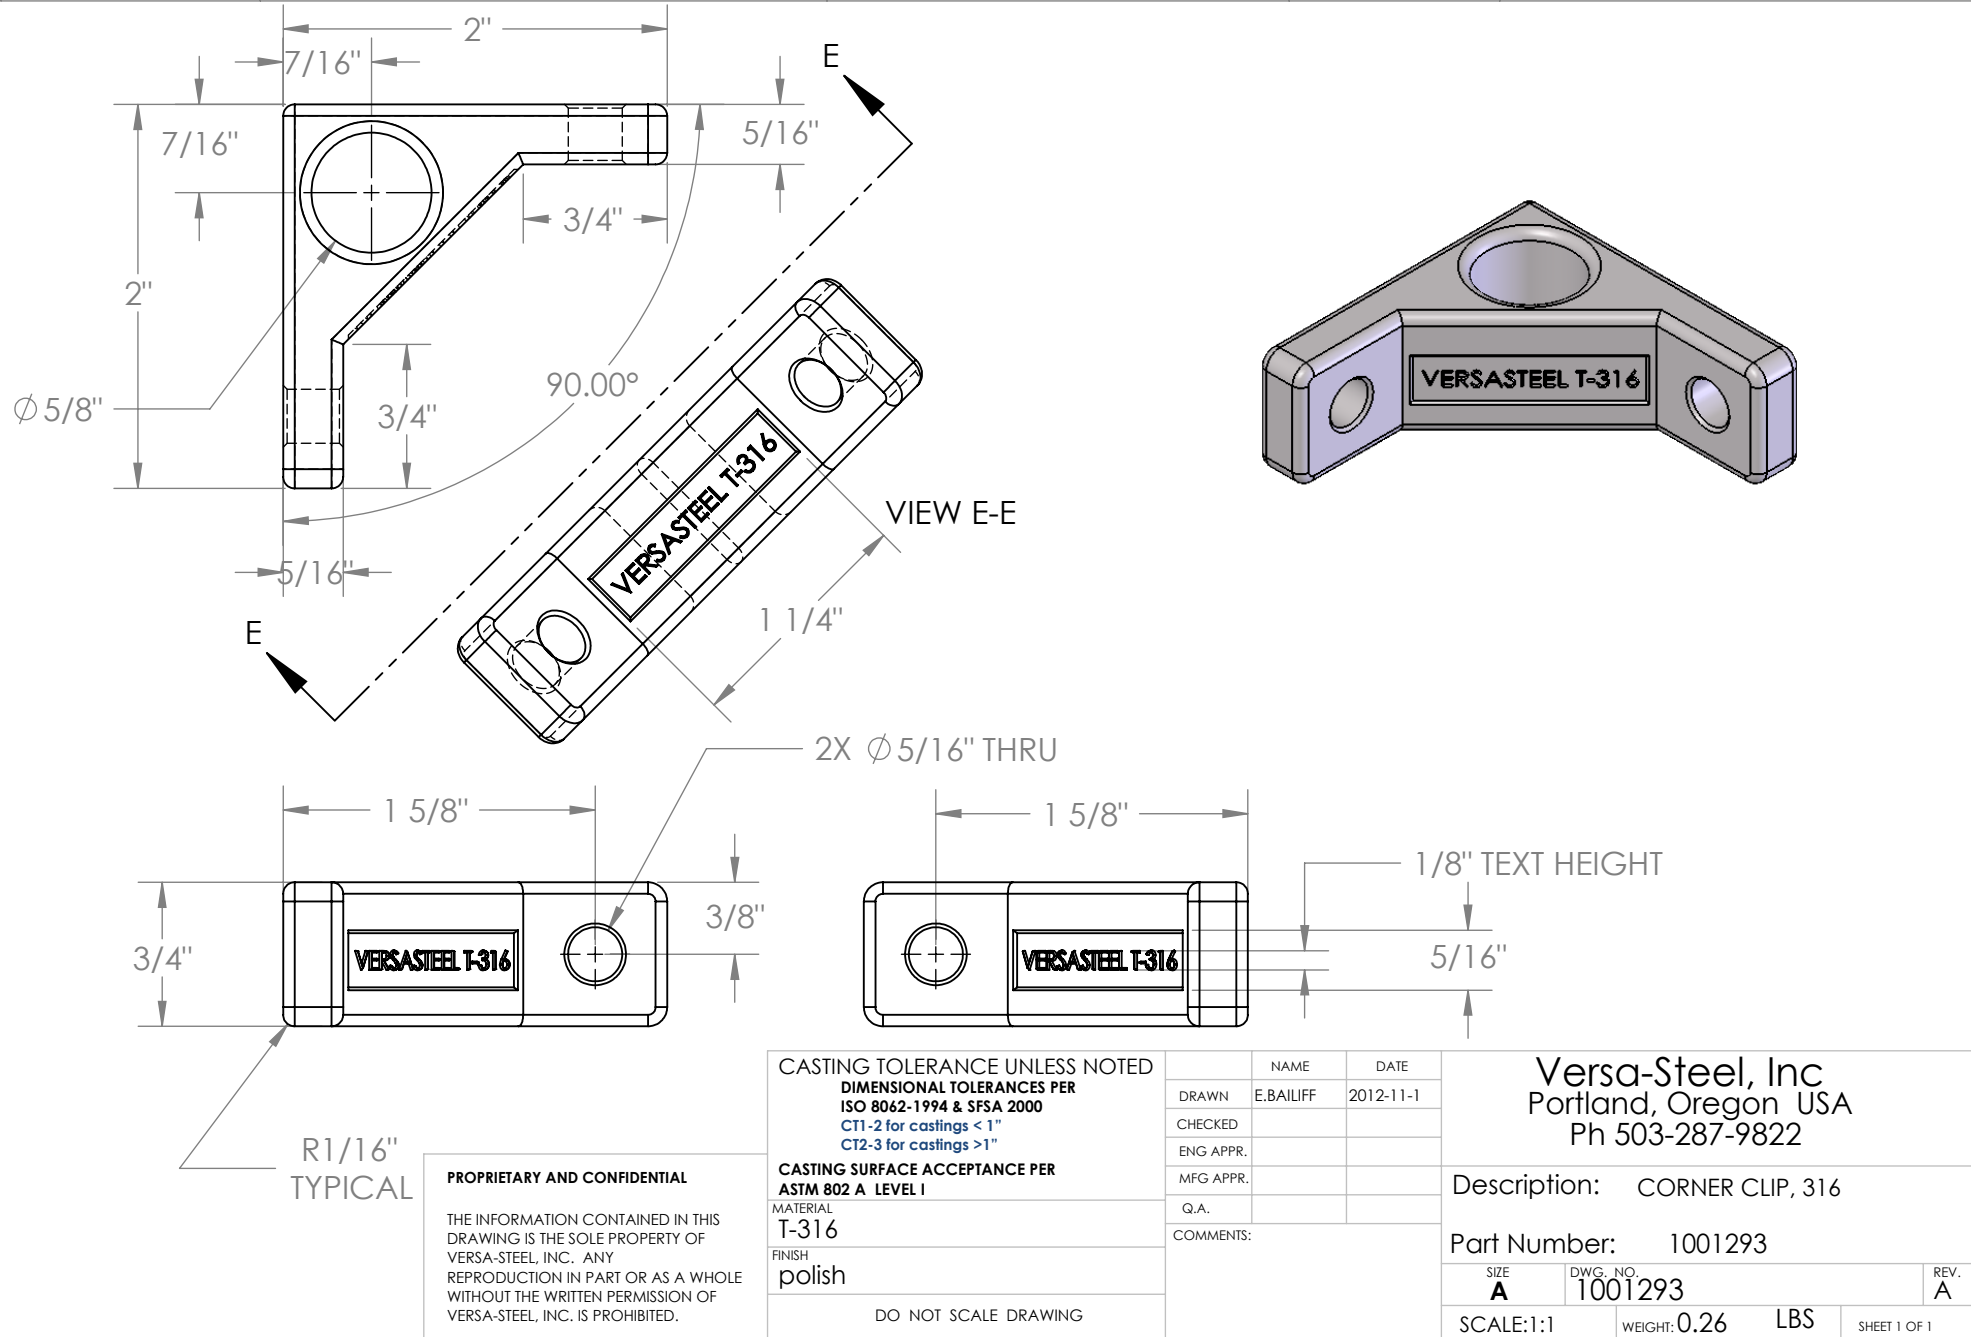 2"
7/16"
E
7/16"
5/16"
3/4"
2"
90.00°
∅5/8"
3/4"
VERSASTEEL T-316
VERSASTEEL T-316
VIEW E-E
5/16"
1 1/4"
E
2X ∅5/16" THRU
1 5/8"
1 5/8"
1/8" TEXT HEIGHT
3/8"
3/4"
VERSASTEEL T-316
VERSASTEEL T-316
5/16"
R1/16"
TYPICAL
PROPRIETARY AND CONFIDENTIAL
THE INFORMATION CONTAINED IN THIS
DRAWING IS THE SOLE PROPERTY OF
VERSA-STEEL, INC. ANY
REPRODUCTION IN PART OR AS A WHOLE
WITHOUT THE WRITTEN PERMISSION OF
VERSA-STEEL, INC. IS PROHIBITED.
CASTING TOLERANCE UNLESS NOTED
DIMENSIONAL TOLERANCES PER
ISO 8062-1994 & SFSA 2000
CT1-2 for castings < 1"
CT2-3 for castings >1"
CASTING SURFACE ACCEPTANCE PER
ASTM 802 A LEVEL I
MATERIAL
T-316
FINISH
polish
DO NOT SCALE DRAWING
NAME DATE
DRAWN E.BAILIFF 2012-11-1
CHECKED
ENG APPR.
MFG APPR.
Q.A.
COMMENTS:
Versa-Steel, Inc
Portland, Oregon USA
Ph 503-287-9822
Description: CORNER CLIP, 316
Part Number: 1001293
SIZE
A
DWG. NO.
1001293
REV.
A
SCALE:1:1 WEIGHT: 0.26 LBS SHEET 1 OF 1